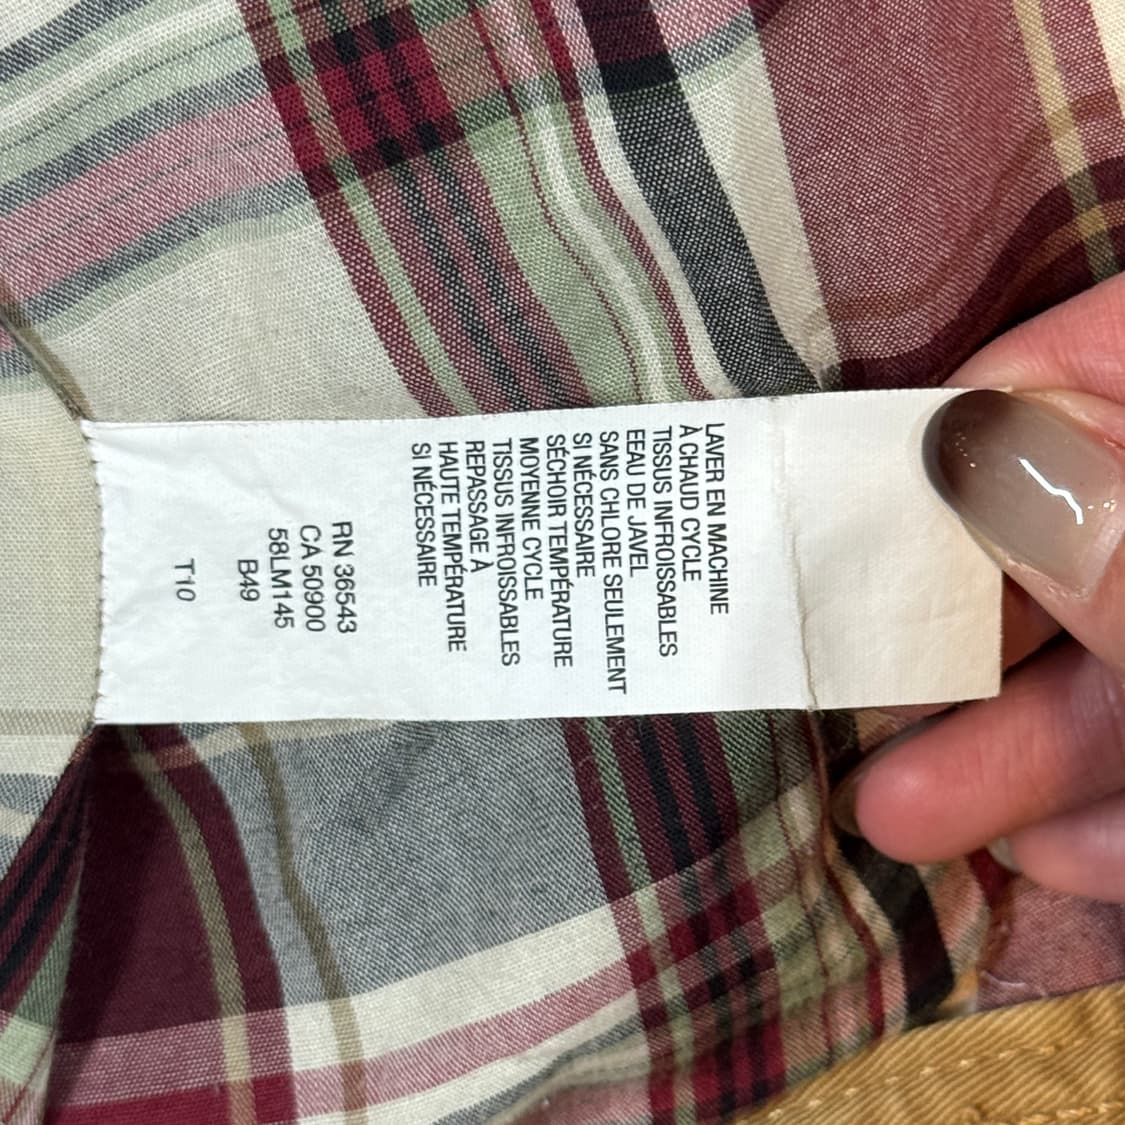 LAVER EN MACHINE
À CHAUD CYCLE
TISSUS INFROISSABLES
EEAU DE JAVEL
SANS CHLORE SEULEMENT
SI NÉCESSAIRE
SÉCHOIR TEMPÉRATURE
MOYENNE CYCLE
TISSUS INFROISSABLES
REPASSAGE À
HAUTE TEMPÉRATURE
SI NÉCESSAIRE
RN 36543
CA 50900
58LM145
B49
T10